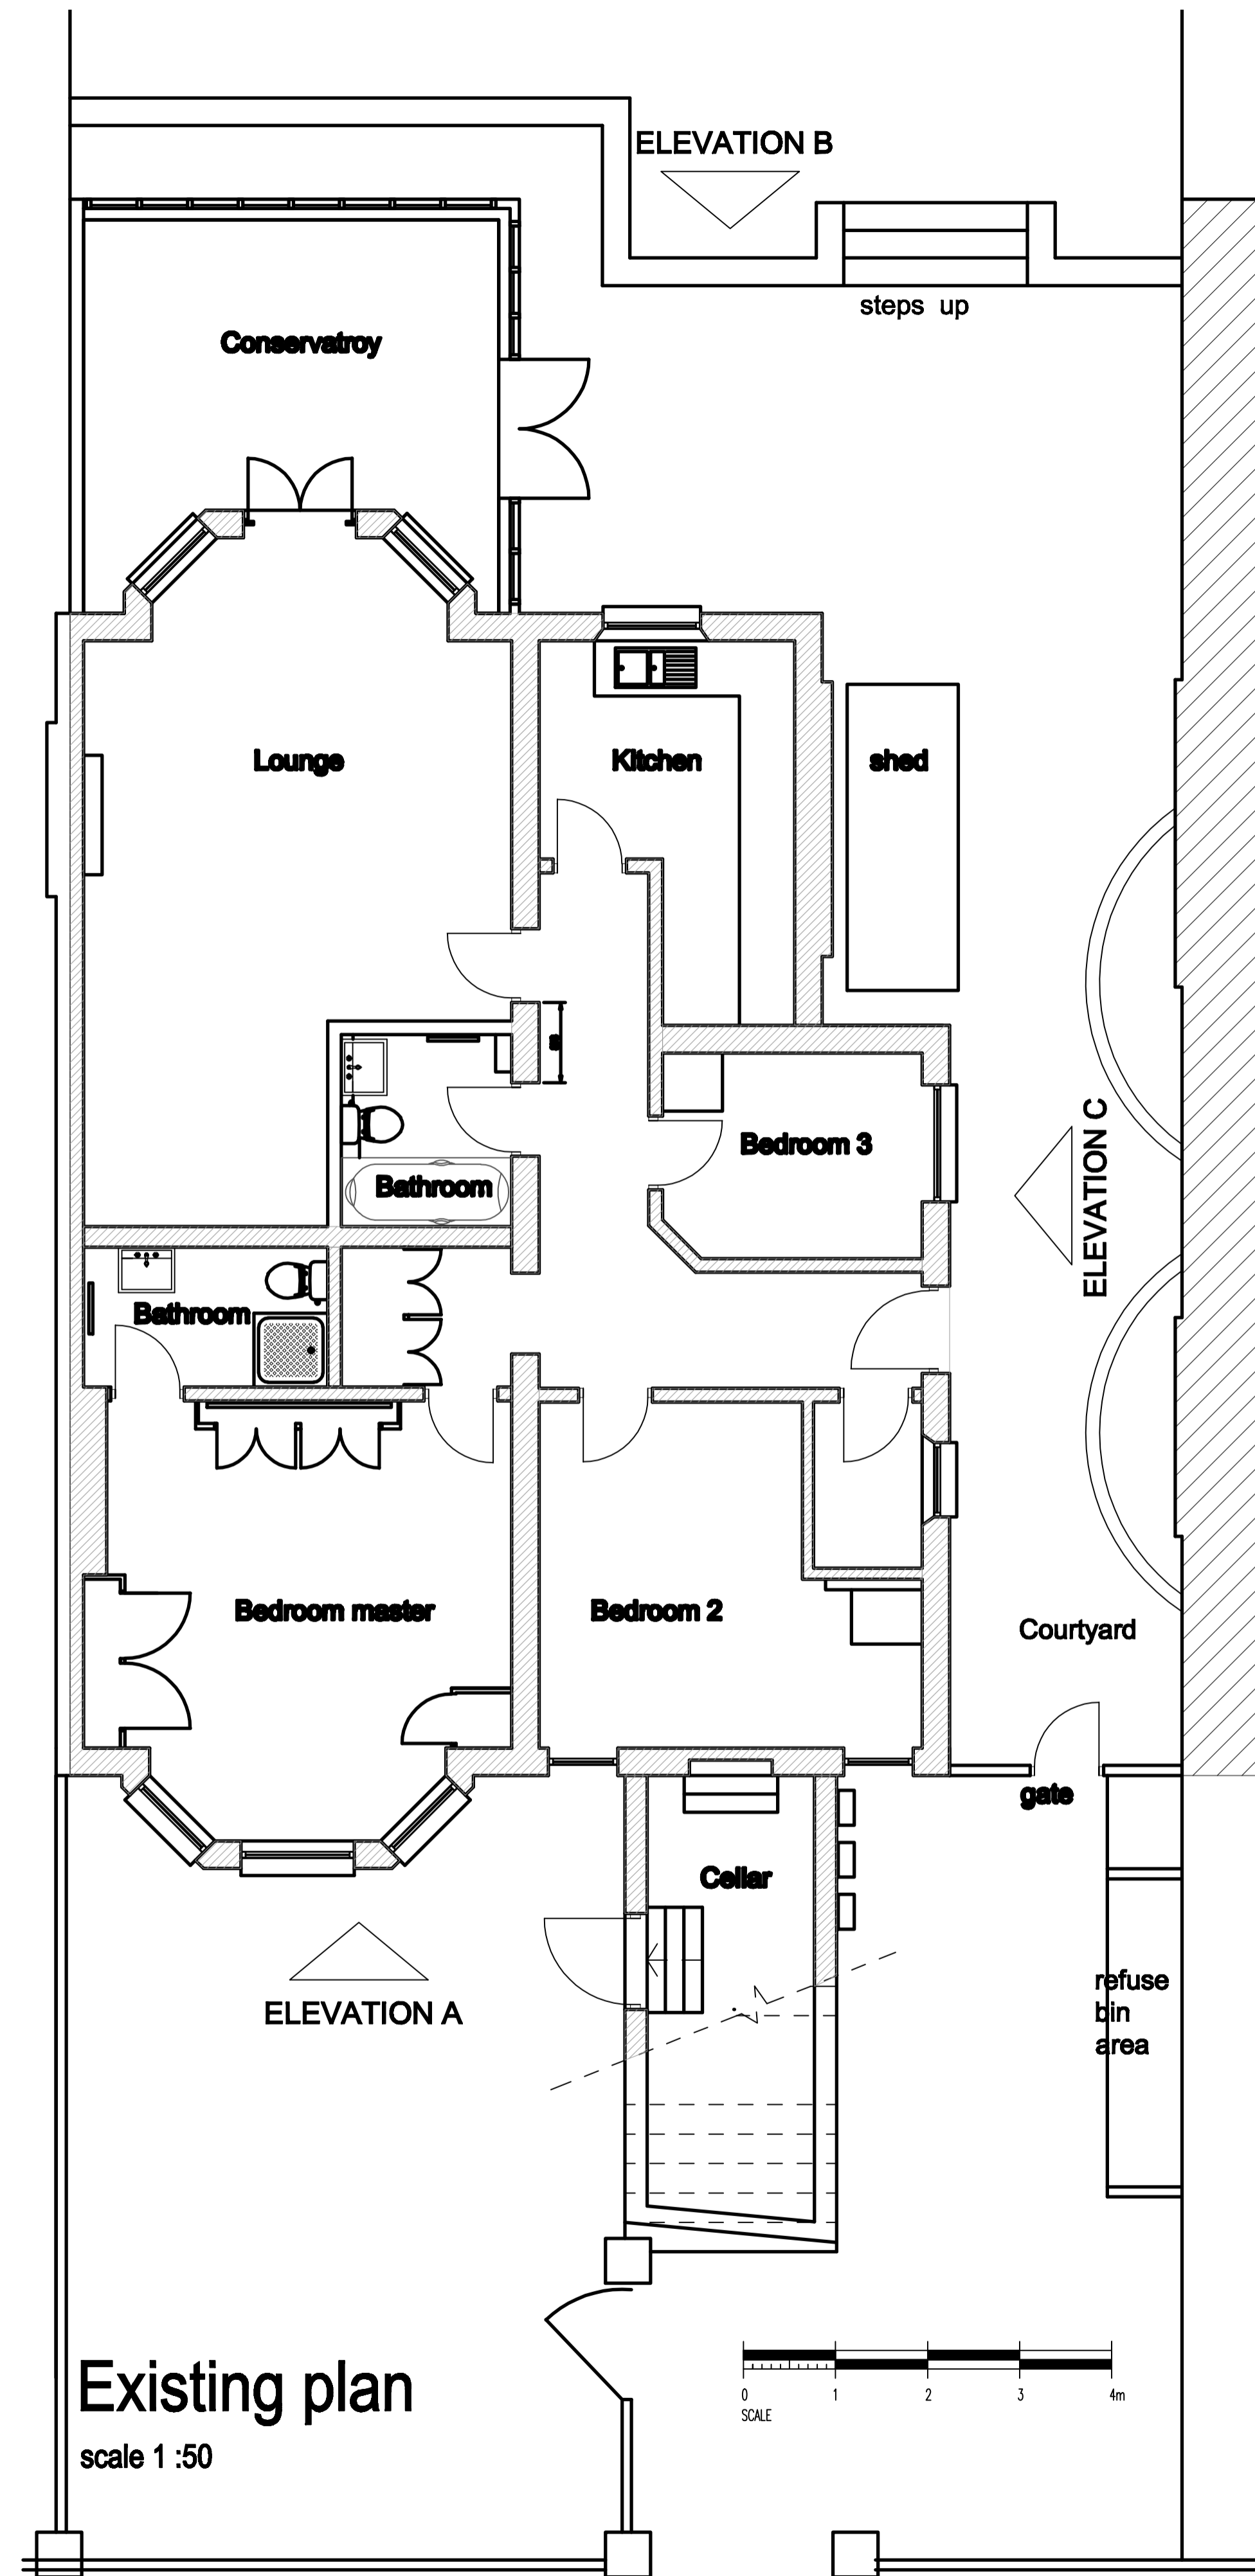 ELEVATION B
steps up
Conservatroy
Lounge
Kitchen
shed
Bedroom 3
ELEVATION C
Bathroom
Bathroom
Bedroom master
Bedroom 2
Courtyard
gate
Cellar
refuse
bin
area
ELEVATION A
Existing plan
scale 1 :50
0 1 2 3 4m
SCALE